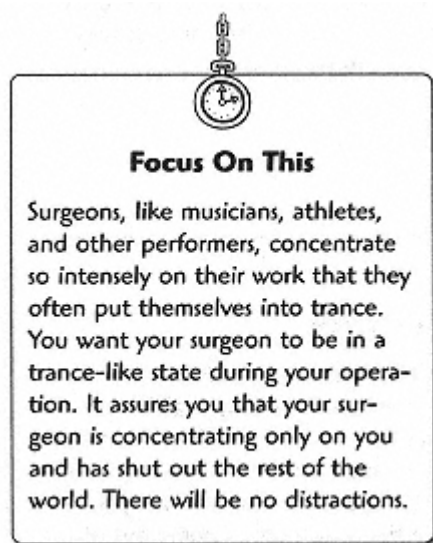 Focus On This
Surgeons, like musicians, athletes,
and other performers, concentrate
so intensely on their work that they
often put themselves into trance.
You want your surgeon to be in a
trance-like state during your opera-
tion. It assures you that your sur-
geon is concentrating only on you
and has shut out the rest of the
world. There will be no distractions.